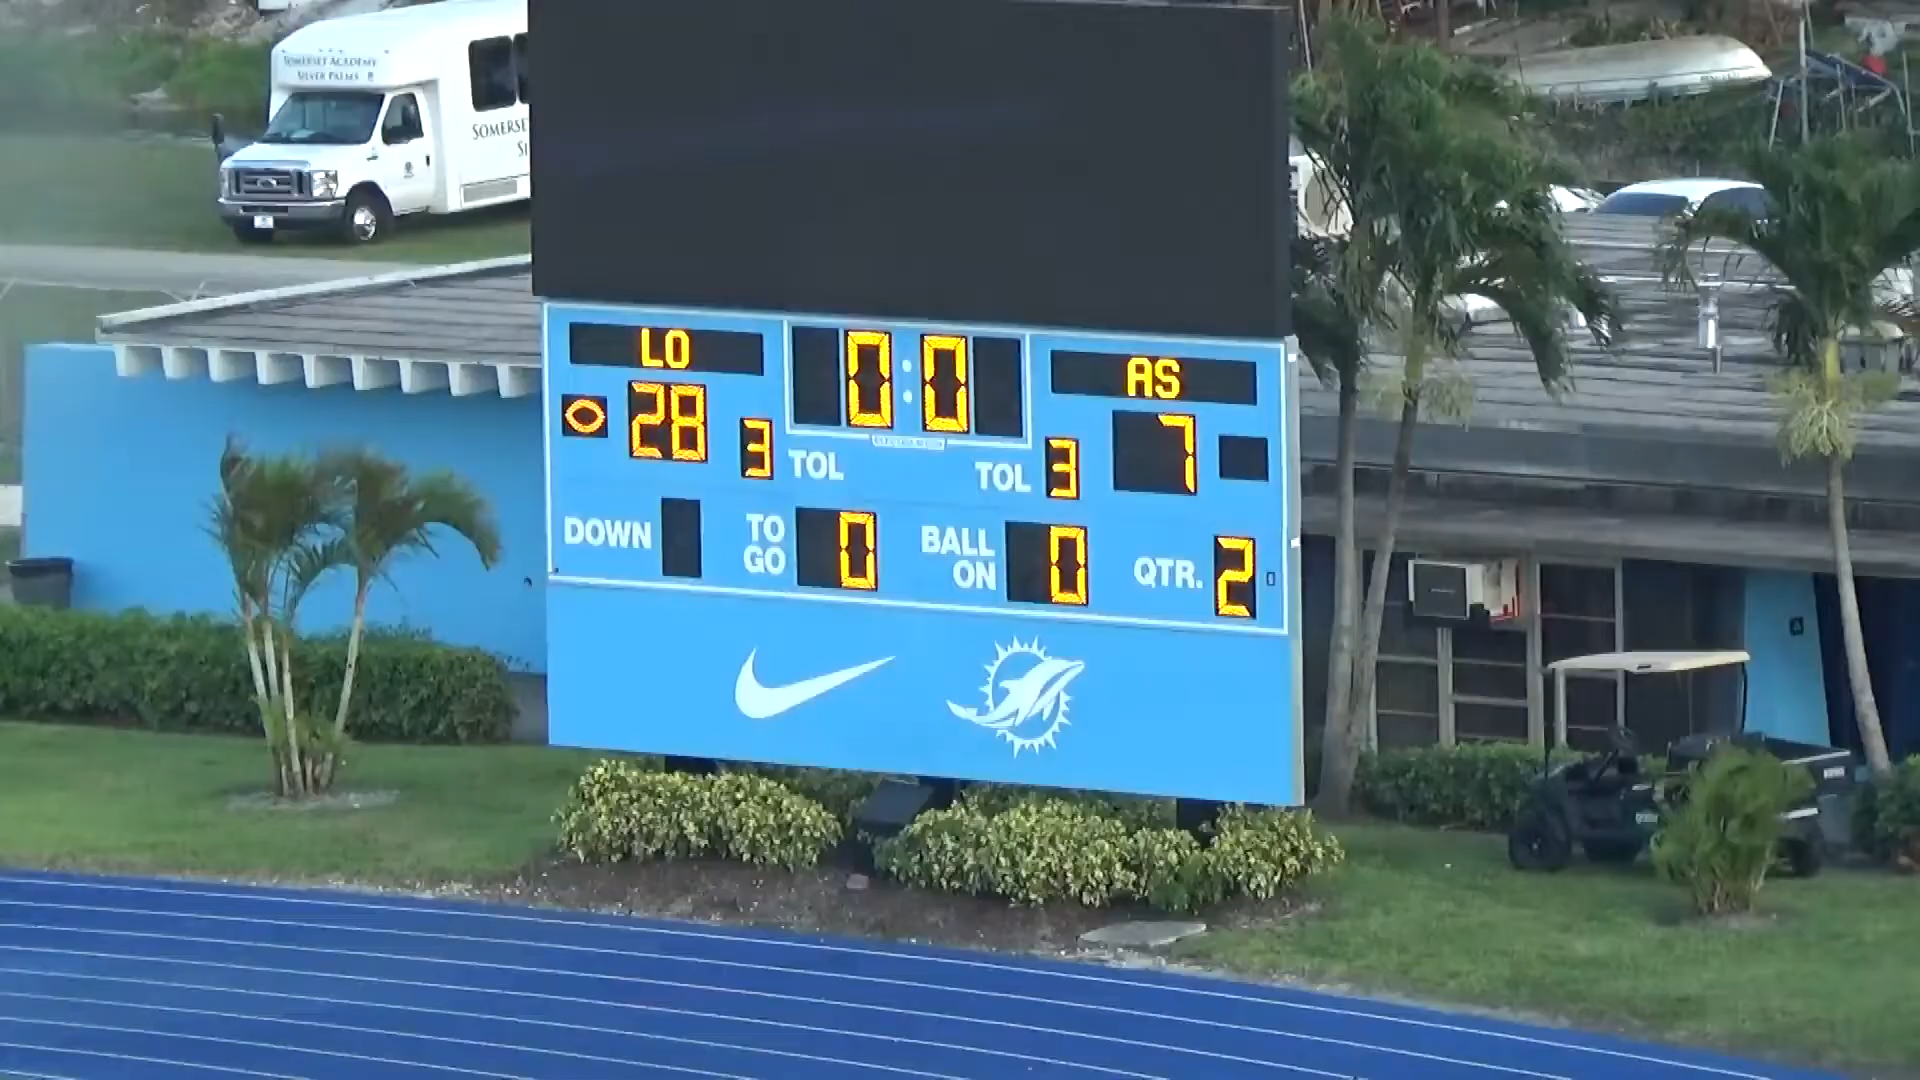 SOMERSET ACADEMY
SILVER PALMS
SOMERSE
S
LO
0:0
AS
28
3 TOL
TOL 3
7
DOWN
TO GO 0
BALL ON 0
QTR. 2